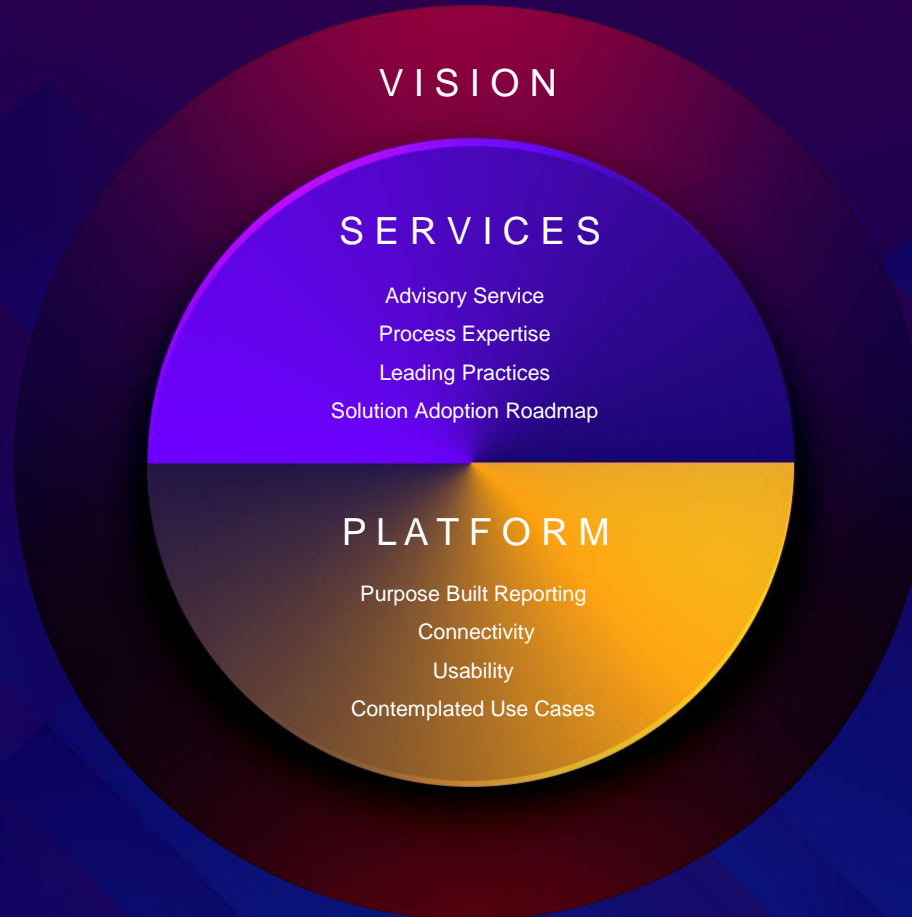 VISION
SERVICES
Advisory Service
Process Expertise
Leading Practices
Solution Adoption Roadmap
PLATFORM
Purpose Built Reporting
Connectivity
Usability
Contemplated Use Cases